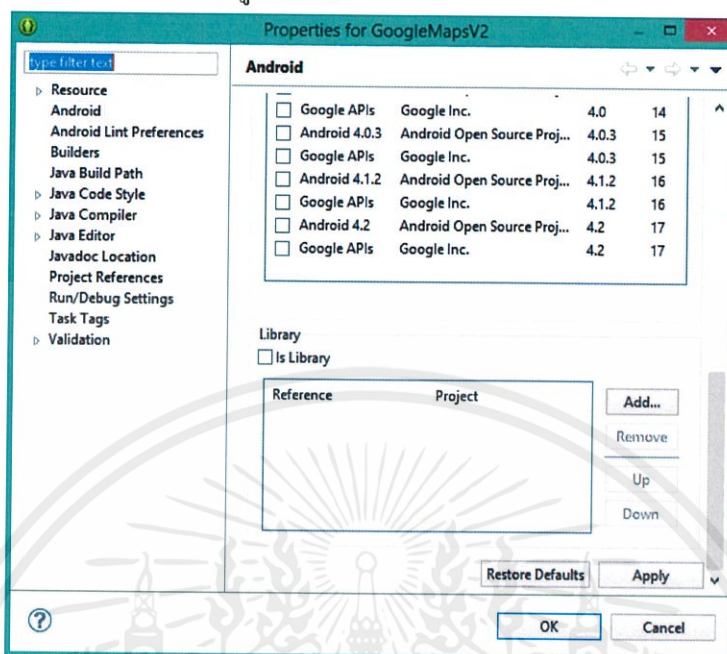 Properties for GoogleMapsV2
type filter text
Resource
Android
Android Lint Preferences
Builders
Java Build Path
Java Code Style
Java Compiler
Java Editor
Javadoc Location
Project References
Run/Debug Settings
Task Tags
Validation
Android
Google APIs Google Inc. 4.0 14
Android 4.0.3 Android Open Source Proj... 4.0.3 15
Google APIs Google Inc. 4.0.3 15
Android 4.1.2 Android Open Source Proj... 4.1.2 16
Google APIs Google Inc. 4.1.2 16
Android 4.2 Android Open Source Proj... 4.2 17
Google APIs Google Inc. 4.2 17
Library
Is Library
Reference Project
Add...
Remove
Up
Down
Restore Defaults Apply
OK Cancel